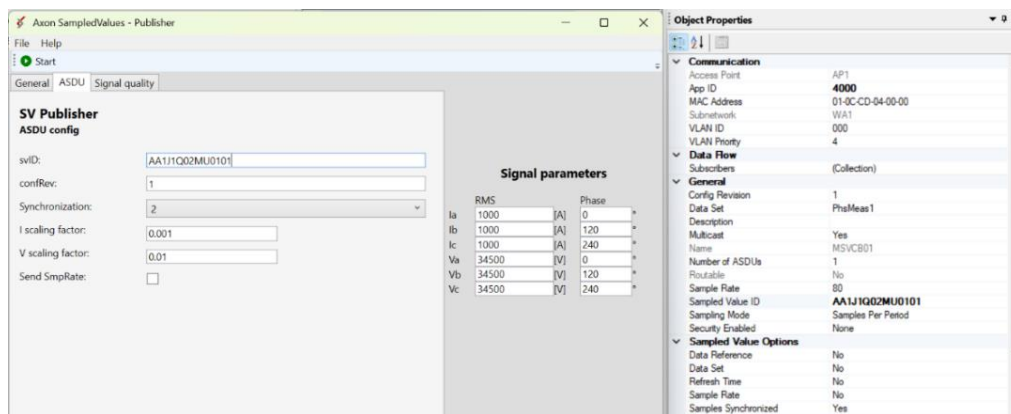 Axon SampledValues - Publisher
File Help
Start
General ASDU Signal quality
SV Publisher
ASDU config
svID: AA1J1Q02MU0101
confRev: 1
Synchronization: 2
I scaling factor: 0.001
V scaling factor: 0.01
Send SmpRate:
Signal parameters
RMS Phase
Ia 1000 [A] 0 °
Ib 1000 [A] 120 °
Ic 1000 [A] 240 °
Va 34500 [V] 0 °
Vb 34500 [V] 120 °
Vc 34500 [V] 240 °
Object Properties
Communication
Access Point AP1
App ID 4000
MAC Address 01-0C-CD-04-00-00
Subnetwork WA1
VLAN ID 000
VLAN Priority 4
Data Flow
Subscribers (Collection)
General
Config Revision 1
Data Set PhsMeas1
Description
Multicast Yes
Name MSVCB01
Number of ASDUs 1
Routable No
Sample Rate 80
Sampled Value ID AA1J1Q02MU0101
Sampling Mode Samples Per Period
Security Enabled None
Sampled Value Options
Data Reference No
Data Set No
Refresh Time No
Sample Rate No
Samples Synchronized Yes